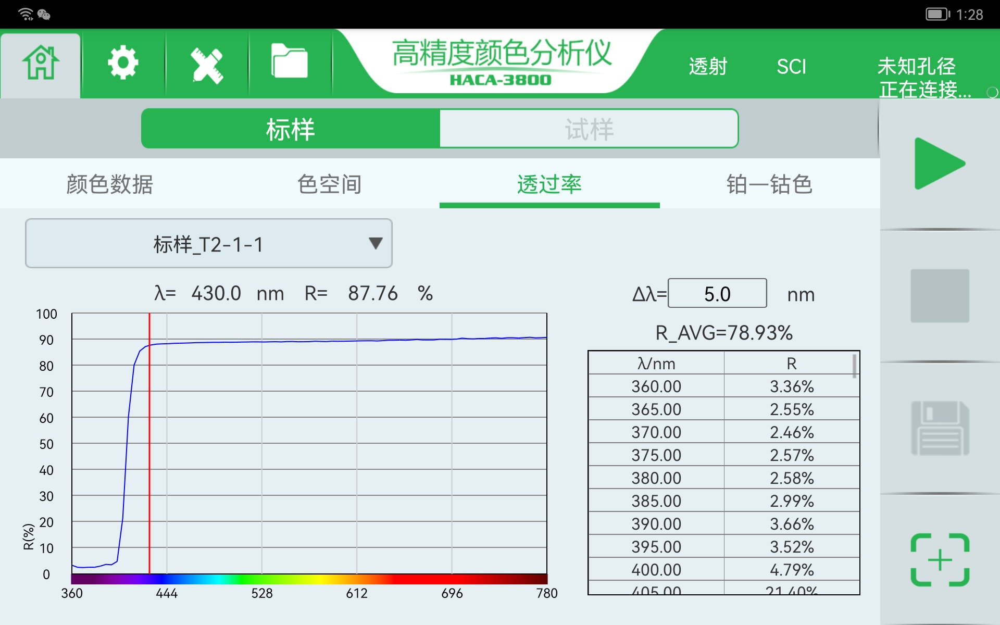 1:28
高精度颜色分析仪
HACA-3800
透射 SCI 未知孔径
正在连接...
标样 试样
颜色数据 色空间 透过率 铂一钴色
标样_T2-1-1
λ= 430.0 nm R= 87.76 %
Δλ= 5.0 nm
R_AVG=78.93%
100
90
80
70
60
50
40
30
20
10
0
R(%)
360 444 528 612 696 780
λ/nm R
360.00 3.36%
365.00 2.55%
370.00 2.46%
375.00 2.57%
380.00 2.58%
385.00 2.99%
390.00 3.66%
395.00 3.52%
400.00 4.79%
405.00 21.40%